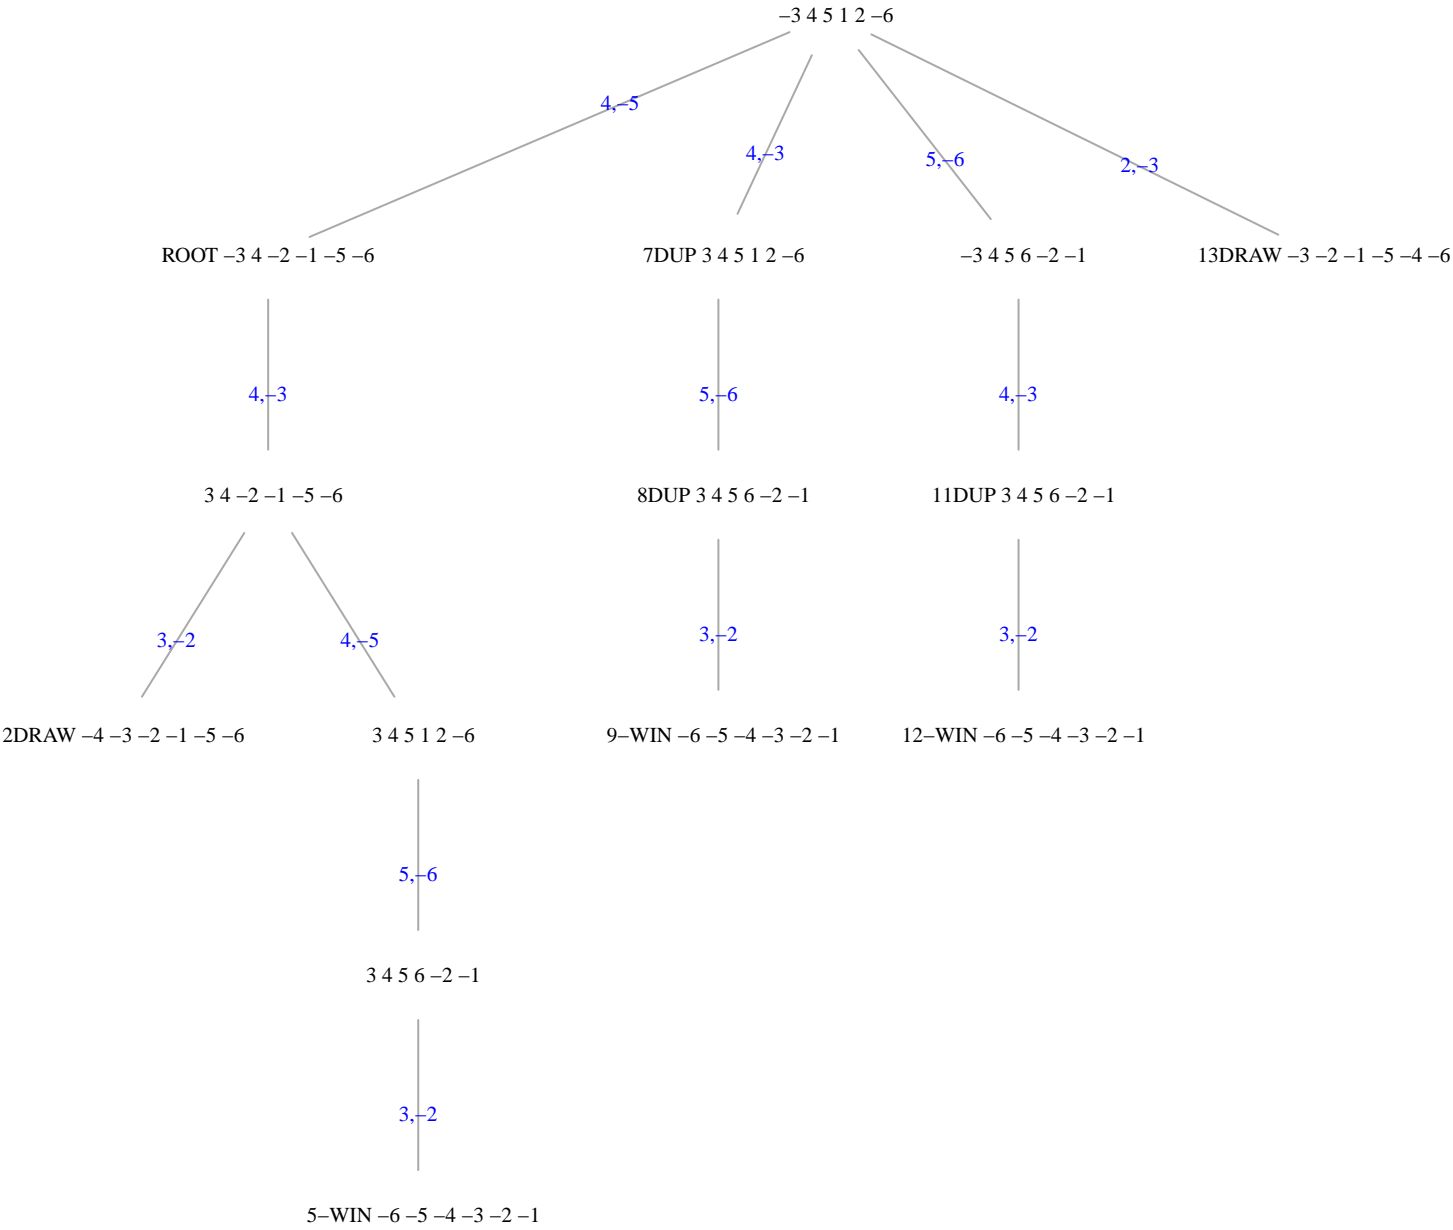 –3 4 5 1 2 –6
4,–5
4,–3
5,–6
2,–3
ROOT –3 4 –2 –1 –5 –6
7DUP 3 4 5 1 2 –6
–3 4 5 6 –2 –1
13DRAW –3 –2 –1 –5 –4 –6
4,–3
5,–6
4,–3
3 4 –2 –1 –5 –6
8DUP 3 4 5 6 –2 –1
11DUP 3 4 5 6 –2 –1
3,–2
4,–5
3,–2
3,–2
2DRAW –4 –3 –2 –1 –5 –6
3 4 5 1 2 –6
9–WIN –6 –5 –4 –3 –2 –1
12–WIN –6 –5 –4 –3 –2 –1
5,–6
3 4 5 6 –2 –1
3,–2
5–WIN –6 –5 –4 –3 –2 –1